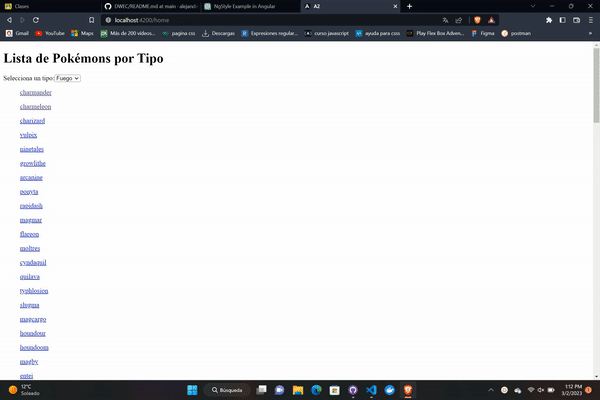 Clases
DWEC/README.md at main · alejandr
NgStyle Example in Angular
A2
localhost:4200/home
Gmail
YouTube
Maps
Más de 200 vídeos...
pagina css
Descargas
Expresiones regular...
curso javascript
ayuda para csss
Play Flex Box Adven...
Figma
postman
Lista de Pokémons por Tipo
Selecciona un tipo: Fuego
charmander
charmeleon
charizard
vulpix
ninetales
growlithe
arcanine
ponyta
rapidash
magmar
flareon
moltres
cyndaquil
quilava
typhlosion
slugma
magcargo
houndour
houndoom
magby
entei
12°C
Soleado
Búsqueda
1:12 PM
3/2/2023